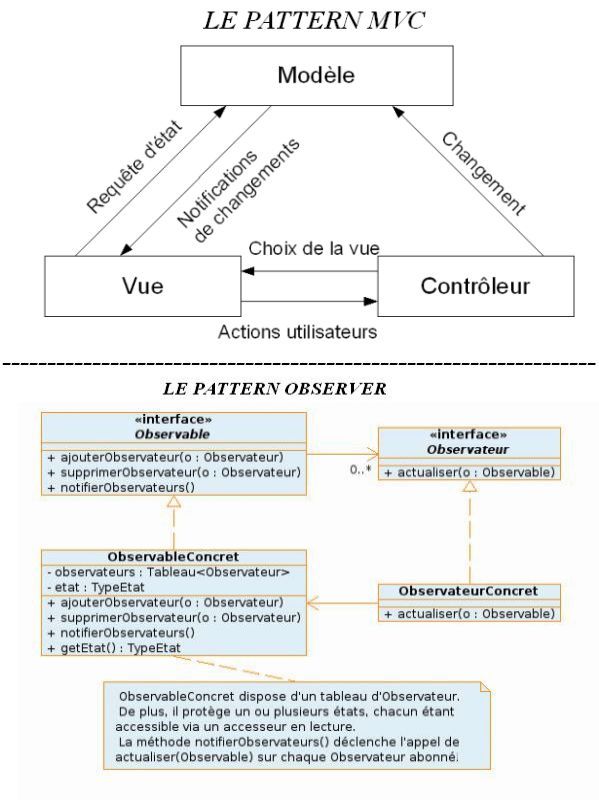 LE PATTERN MVC
Modèle
Requête d'état
Notifications
de changements
Changement
Choix de la vue
Vue
Contrôleur
Actions utilisateurs
LE PATTERN OBSERVER
«interface»
Observable
+ ajouterObservateur(o : Observateur)
+ supprimerObservateur(o : Observateur)
+ notifierObservateurs()
0..*
«interface»
Observateur
+ actualiser(o : Observable)
ObservableConcret
- observateurs : Tableau<Observateur>
- etat : TypeEtat
+ ajouterObservateur(o : Observateur)
+ supprimerObservateur(o : Observateur)
+ notifierObservateurs()
+ getEtat() : TypeEtat
ObservateurConcret
+ actualiser(o : Observable)
ObservableConcret dispose d'un tableau d'Observateur.
De plus, il protège un ou plusieurs états, chacun étant
accessible via un accesseur en lecture.
La méthode notifierObservateurs() déclenche l'appel de
actualiser(Observable) sur chaque Observateur abonné.